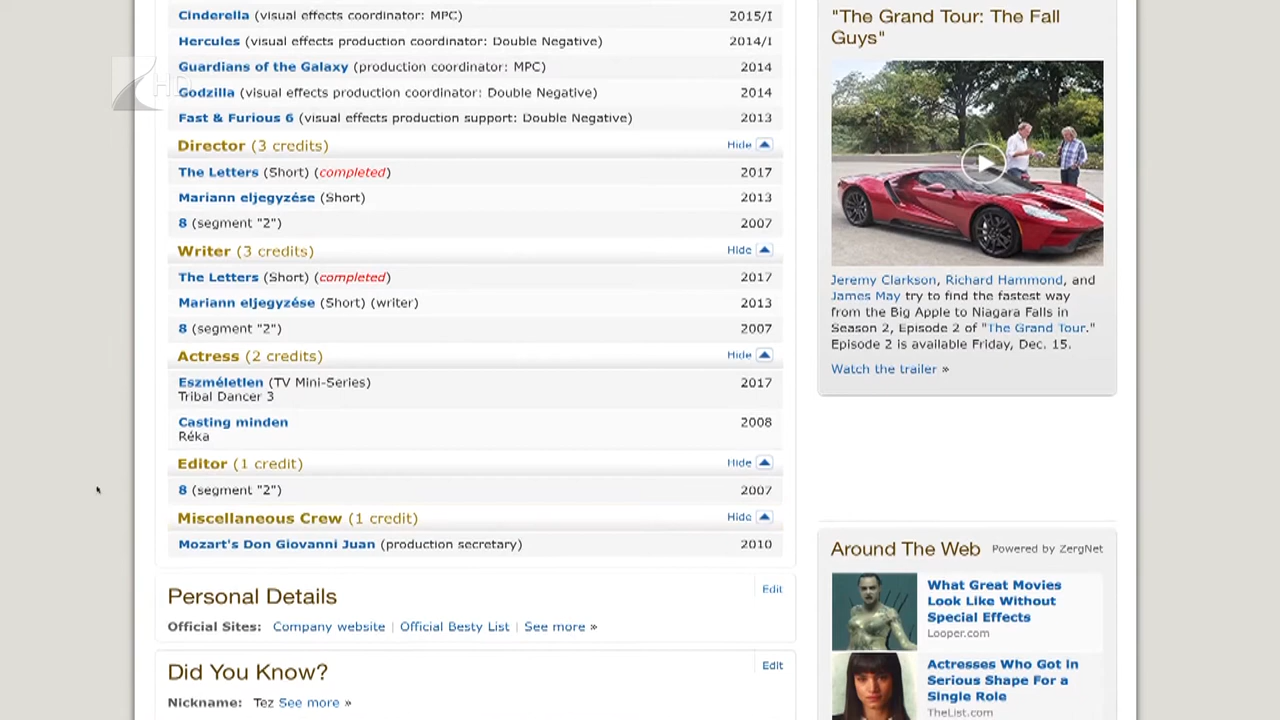 Cinderella (visual effects coordinator: MPC) 2015/I
Hercules (visual effects production coordinator: Double Negative) 2014/I
Guardians of the Galaxy (production coordinator: MPC) 2014
Godzilla (visual effects production coordinator: Double Negative) 2014
Fast & Furious 6 (visual effects production support: Double Negative) 2013
Director (3 credits) Hide
The Letters (Short) (completed) 2017
Mariann eljegyzése (Short) 2013
8 (segment "2") 2007
Writer (3 credits) Hide
The Letters (Short) (completed) 2017
Mariann eljegyzése (Short) (writer) 2013
8 (segment "2") 2007
Actress (2 credits) Hide
Eszméletlen (TV Mini-Series) 2017
Tribal Dancer 3
Casting minden 2008
Réka
Editor (1 credit) Hide
8 (segment "2") 2007
Miscellaneous Crew (1 credit) Hide
Mozart's Don Giovanni Juan (production secretary) 2010
Personal Details Edit
Official Sites: Company website | Official Besty List | See more »
Did You Know? Edit
Nickname: Tez See more »
"The Grand Tour: The Fall
Guys"
Jeremy Clarkson, Richard Hammond, and
James May try to find the fastest way
from the Big Apple to Niagara Falls in
Season 2, Episode 2 of "The Grand Tour."
Episode 2 is available Friday, Dec. 15.
Watch the trailer »
Around The Web Powered by ZergNet
What Great Movies
Look Like Without
Special Effects
Looper.com
Actresses Who Got in
Serious Shape For a
Single Role
TheList.com
HD